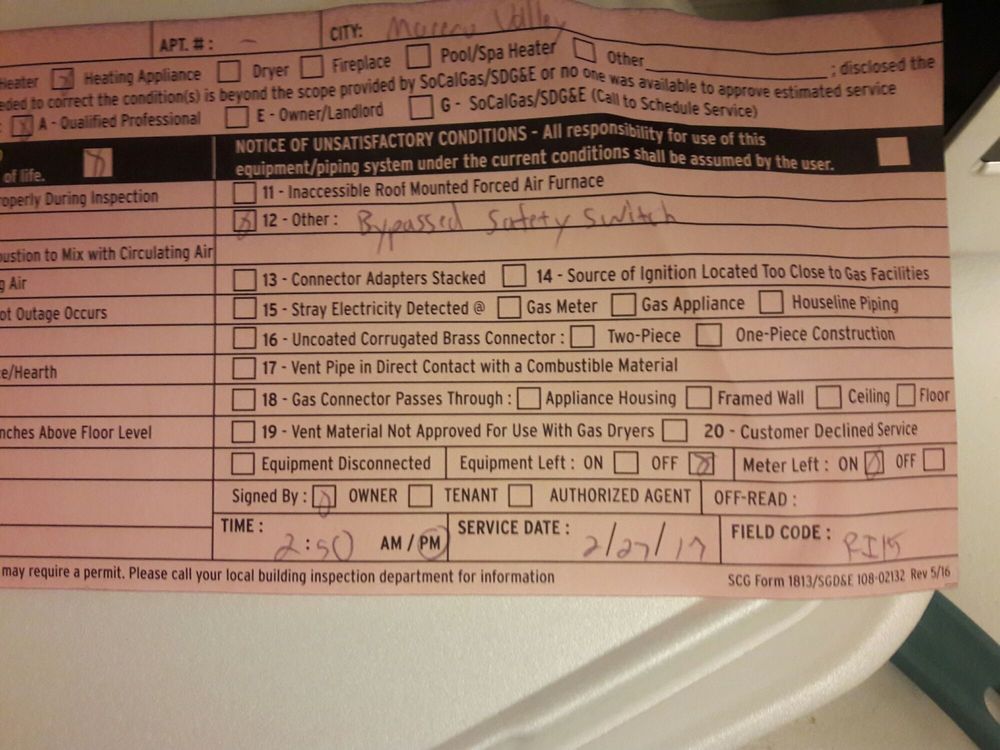 APT. #: - CITY: Moreno Valley
Heater Heating Appliance Dryer Fireplace Pool/Spa Heater Other ; disclosed the
eded to correct the condition(s) is beyond the scope provided by SoCalGas/SDG&E or no one was available to approve estimated service
: A - Qualified Professional E - Owner/Landlord G - SoCalGas/SDG&E (Call to Schedule Service)
of life. NOTICE OF UNSATISFACTORY CONDITIONS - All responsibility for use of this
equipment/piping system under the current conditions shall be assumed by the user.
operly During Inspection 11 - Inaccessible Roof Mounted Forced Air Furnace
12 - Other: Bypassed Safety Switch
ustion to Mix with Circulating Air
g Air 13 - Connector Adapters Stacked 14 - Source of Ignition Located Too Close to Gas Facilities
ot Outage Occurs 15 - Stray Electricity Detected @ Gas Meter Gas Appliance Houseline Piping
16 - Uncoated Corrugated Brass Connector: Two-Piece One-Piece Construction
e/Hearth 17 - Vent Pipe in Direct Contact with a Combustible Material
18 - Gas Connector Passes Through: Appliance Housing Framed Wall Ceiling Floor
nches Above Floor Level 19 - Vent Material Not Approved For Use With Gas Dryers 20 - Customer Declined Service
Equipment Disconnected Equipment Left: ON OFF Meter Left: ON OFF
Signed By: OWNER TENANT AUTHORIZED AGENT OFF-READ:
TIME: 2:50 AM / PM SERVICE DATE: 2/27/17 FIELD CODE: RI15
may require a permit. Please call your local building inspection department for information SCG Form 1813/SGD&E 108-02132 Rev 5/16